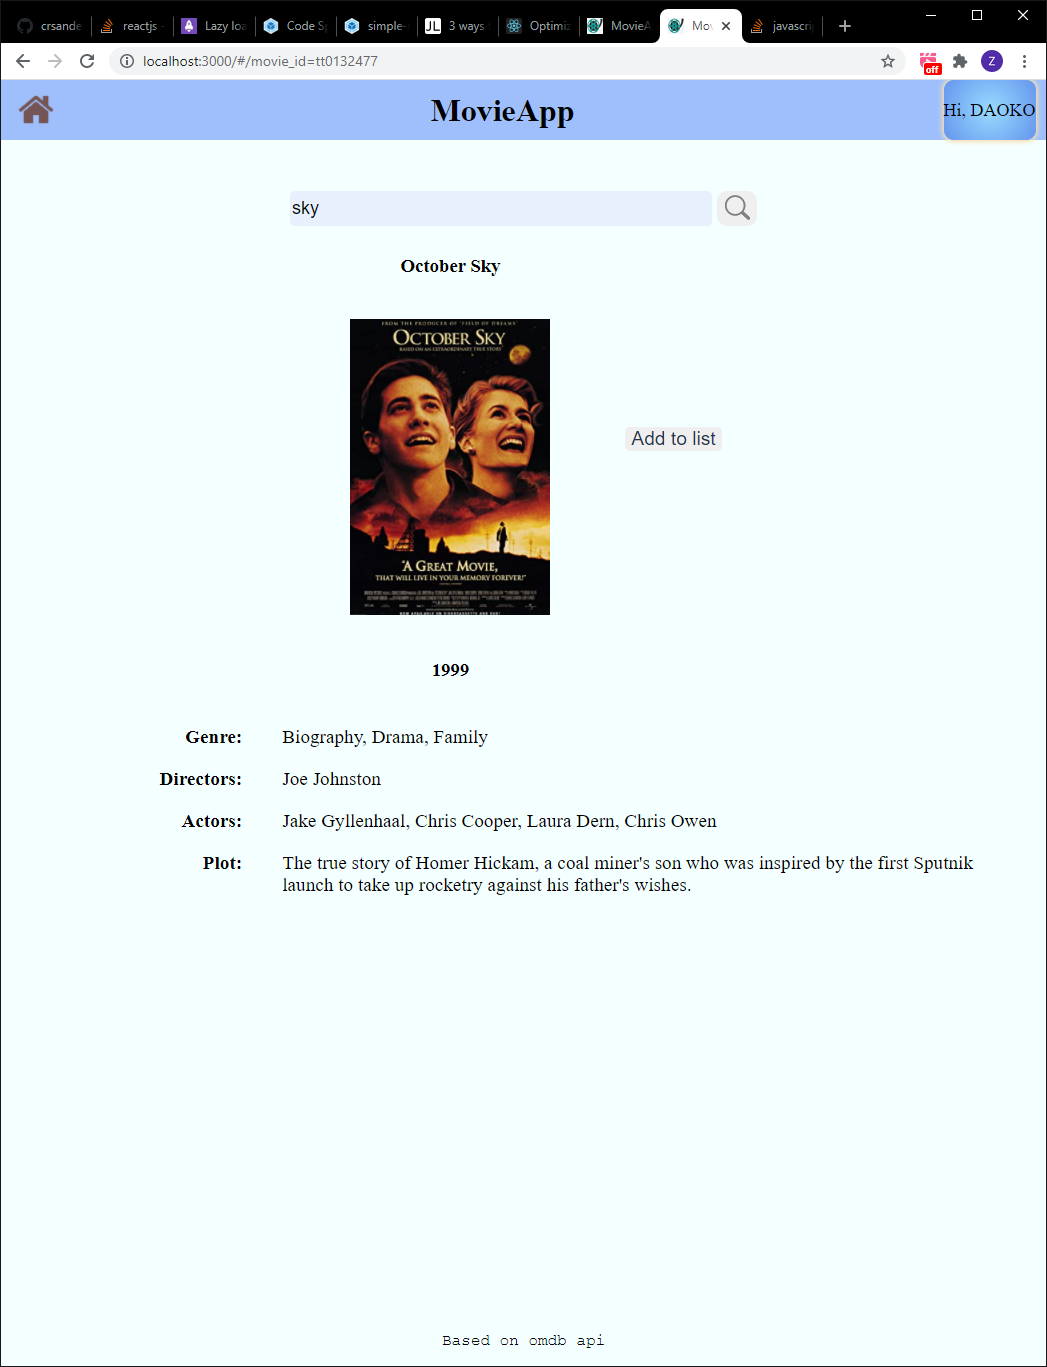 crsande
reactjs
Lazy loa
Code Sp
simple-
3 ways
Optimiz
MovieA
Mov
javascrip
localhost:3000/#/movie_id=tt0132477
off
Z
MovieApp
Hi, DAOKO
sky
October Sky
FROM THE PRODUCER OF "FIELD OF DREAMS"
OCTOBER SKY
BASED ON AN EXTRAORDINARY TRUE STORY
"A GREAT MOVIE,
THAT WILL LIVE IN YOUR MEMORY FOREVER!"
Add to list
1999
Genre: Biography, Drama, Family
Directors: Joe Johnston
Actors: Jake Gyllenhaal, Chris Cooper, Laura Dern, Chris Owen
Plot: The true story of Homer Hickam, a coal miner's son who was inspired by the first Sputnik
launch to take up rocketry against his father's wishes.
Based on omdb api